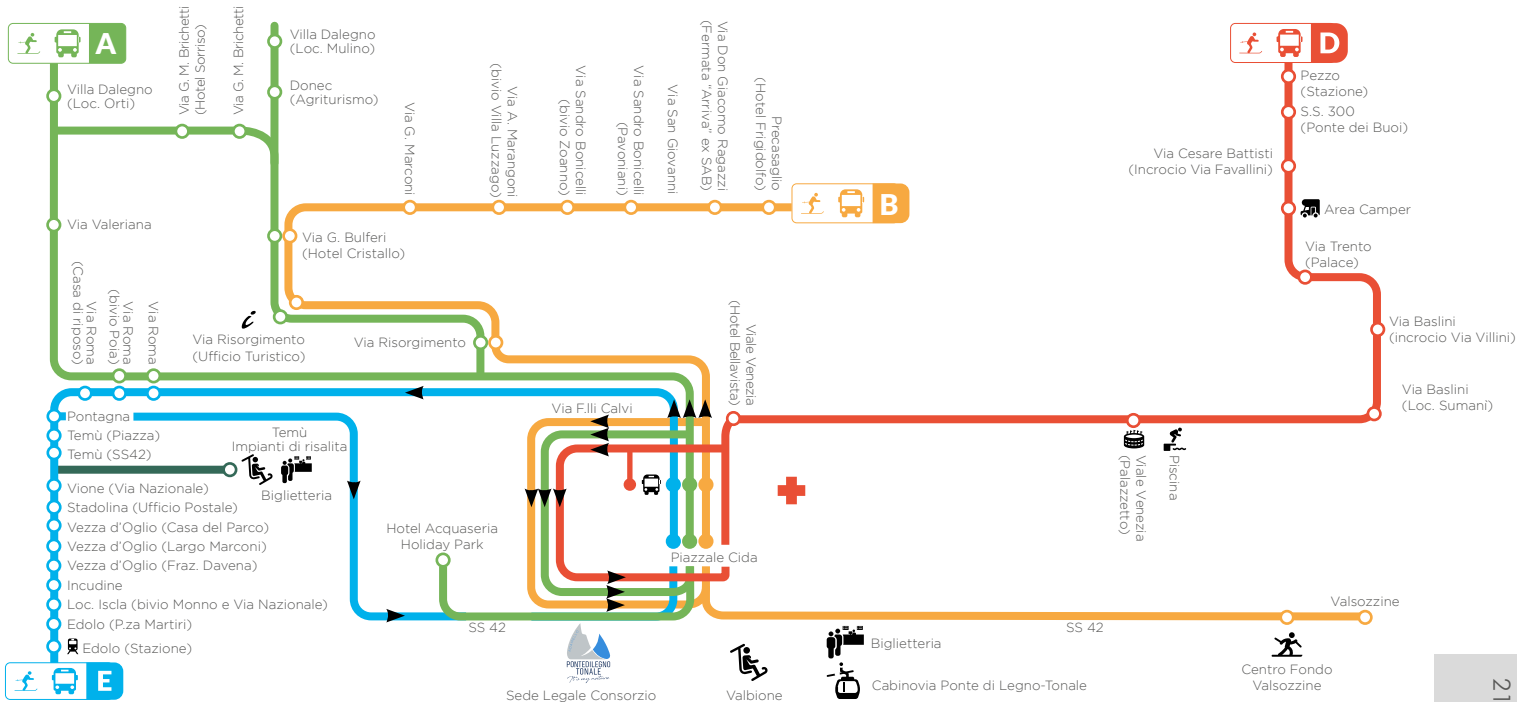 A
Villa Dalegno
(Loc. Orti)
Via G. M. Brichetti
(Hotel Sorriso)
Via G. M. Brichetti
Villa Dalegno
(Loc. Mulino)
Donec
(Agriturismo)
Via Valeriana
Via G. Marconi
Via A. Marangoni
(bivio Villa Luzzago)
Via Sandro Bonicelli
(bivio Zoanno)
Via Sandro Bonicelli
(Pavoniani)
Via San Giovanni
Via Don Giacomo Ragazzi
(Fermata "Arriva" ex SAB)
Precasaglio
(Hotel Frigidolfo)
B
D
Pezzo
(Stazione)
S.S. 300
(Ponte dei Buoi)
Via Cesare Battisti
(Incrocio Via Favallini)
Area Camper
Via Trento
(Palace)
Via Baslini
(incrocio Via Villini)
Via Baslini
(Loc. Sumanì)
Via G. Bulferi
(Hotel Cristallo)
Via Risorgimento
(Ufficio Turistico)
Via Risorgimento
Via Roma
(Casa di riposo)
Via Roma
(bivio Poia)
Via Roma
Viale Venezia
(Hotel Bellavista)
Viale Venezia
(Palazzetto)
Piscina
Via F.lli Calvi
Pontagna
Temù (Piazza)
Temù (SS42)
Temù
Impianti di risalita
Biglietteria
Vione (Via Nazionale)
Stadolina (Ufficio Postale)
Vezza d'Oglio (Casa del Parco)
Vezza d'Oglio (Largo Marconi)
Vezza d'Oglio (Fraz. Davena)
Incudine
Loc. Iscla (bivio Monno e Via Nazionale)
Edolo (P.za Martiri)
Edolo (Stazione)
E
Hotel Acquaseria
Holiday Park
Piazzale Cida
SS 42
SS 42
Valsozzine
Centro Fondo
Valsozzine
PONTEDILEGNO
TONALE
Sede Legale Consorzio
Valbione
Biglietteria
Cabinovia Ponte di Legno-Tonale
21